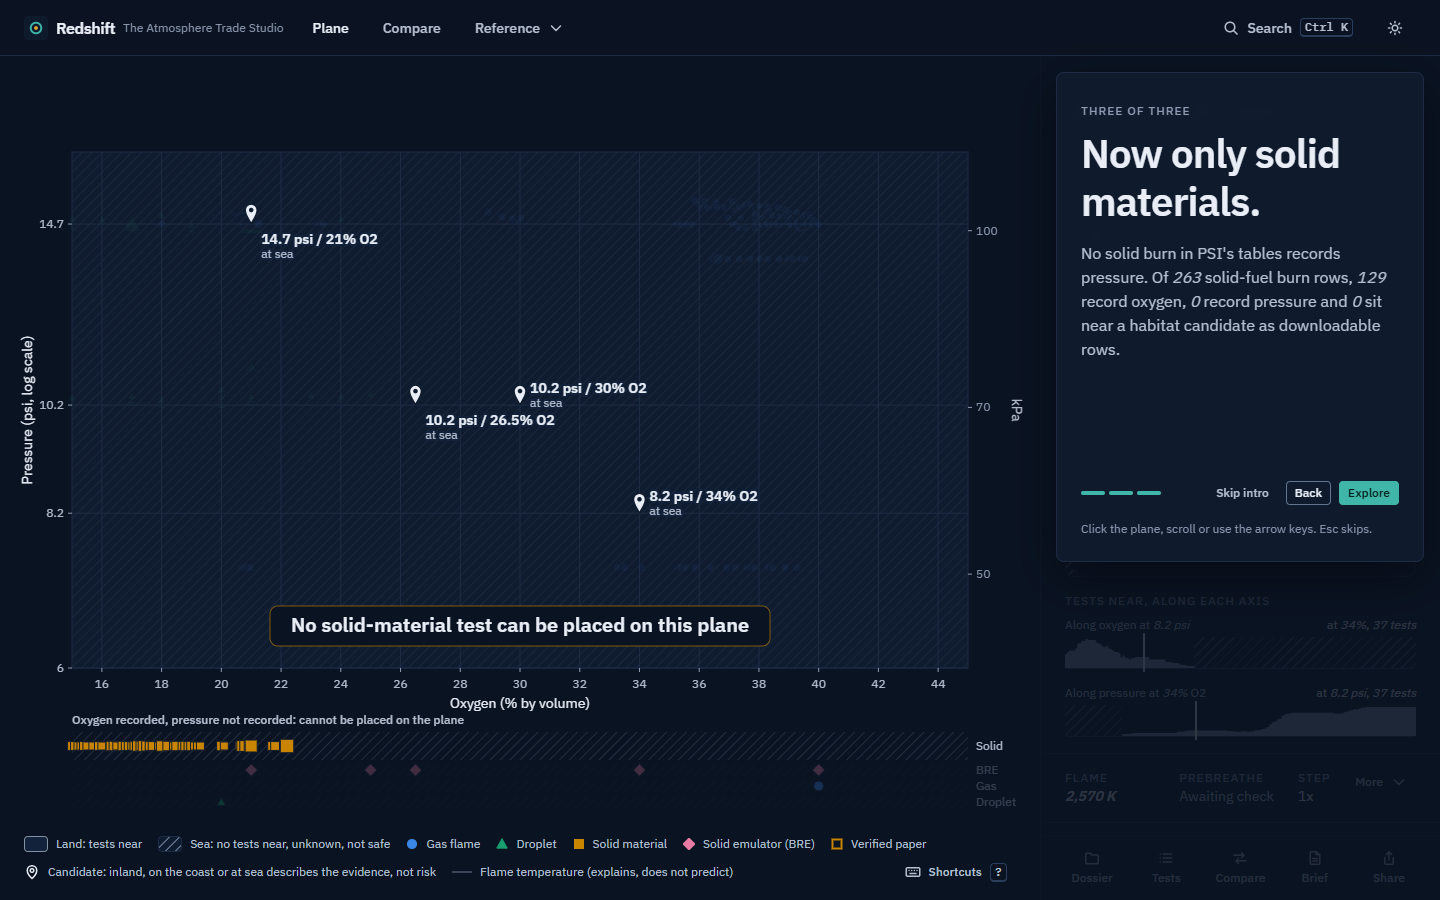 Redshift The Atmosphere Trade Studio Plane Compare Reference Search Ctrl K
THREE OF THREE
Now only solid
materials.
No solid burn in PSI's tables records
pressure. Of 263 solid-fuel burn rows, 129
record oxygen, 0 record pressure and 0 sit
near a habitat candidate as downloadable
rows.
Skip intro Back Explore
Click the plane, scroll or use the arrow keys. Esc skips.
14.7
10.2
8.2
6
Pressure (psi, log scale)
100
70
50
kPa
14.7 psi / 21% O2
at sea
10.2 psi / 30% O2
at sea
10.2 psi / 26.5% O2
at sea
8.2 psi / 34% O2
at sea
No solid-material test can be placed on this plane
16 18 20 22 24 26 28 30 32 34 36 38 40 42 44
Oxygen (% by volume)
Oxygen recorded, pressure not recorded: cannot be placed on the plane
Solid
BRE
Gas
Droplet
TESTS NEAR, ALONG EACH AXIS
Along oxygen at 8.2 psi at 34%, 37 tests
Along pressure at 34% O2 at 8.2 psi, 37 tests
FLAME PREBREATHE STEP
2,570 K Awaiting check 1x More
Land: tests near Sea: no tests near, unknown, not safe Gas flame Droplet Solid material Solid emulator (BRE) Verified paper
Candidate: inland, on the coast or at sea describes the evidence, not risk Flame temperature (explains, does not predict) Shortcuts ?
Dossier Tests Compare Brief Share